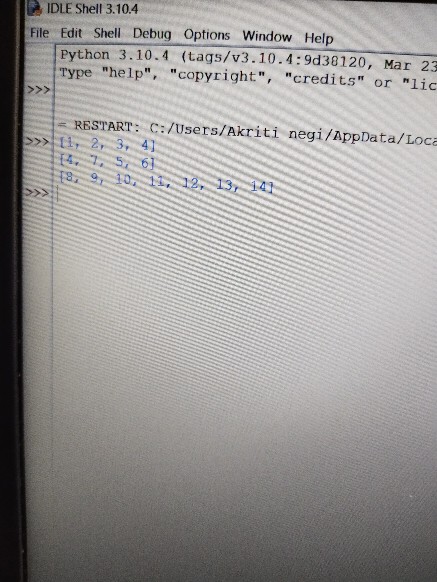 IDLE Shell 3.10.4
File Edit Shell Debug Options Window Help
Python 3.10.4 (tags/v3.10.4:9d38120, Mar 23
Type "help", "copyright", "credits" or "lic
>>>
= RESTART: C:/Users/Akriti negi/AppData/Loca
>>> [1, 2, 3, 4]
[4, 7, 5, 6]
[8, 9, 10, 11, 12, 13, 14]
>>>